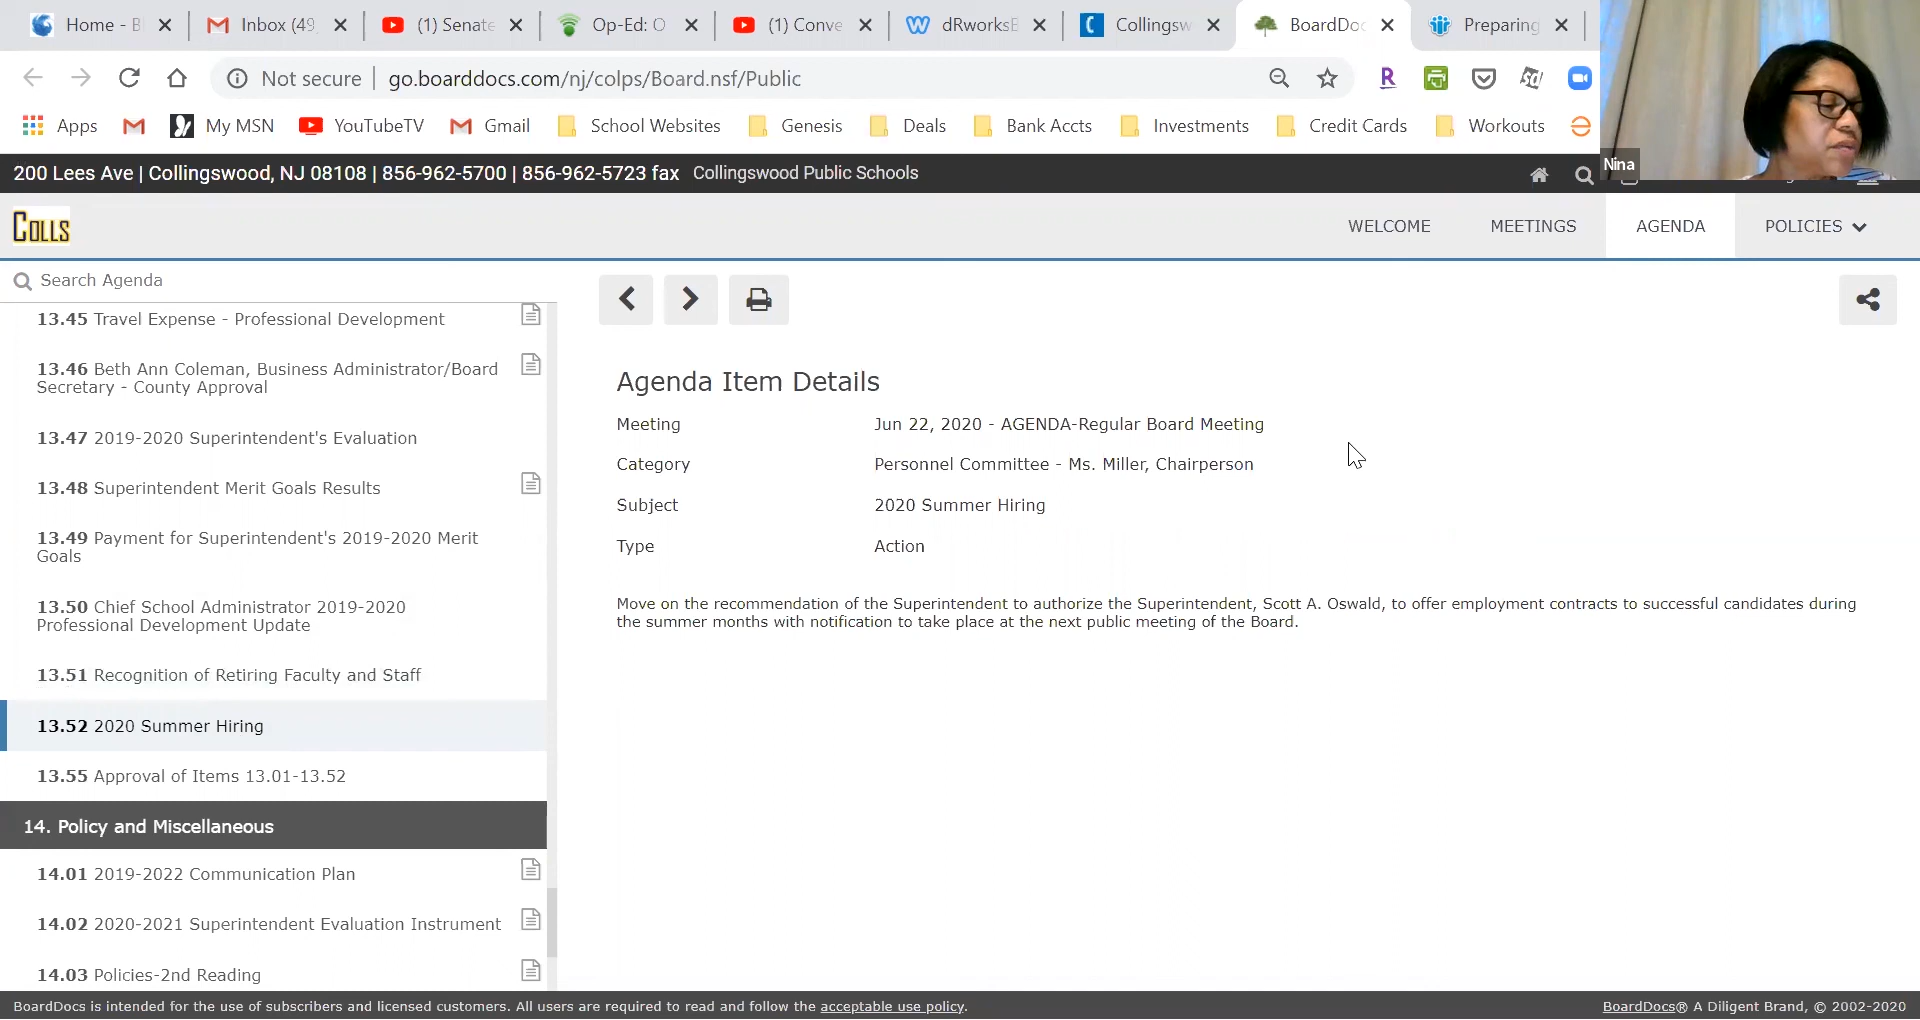 Home - B
Inbox (49
(1) Senate
Op-Ed: O
(1) Conve
dRworksB
Collingsw
BoardDoc
Preparing
Not secure | go.boarddocs.com/nj/colps/Board.nsf/Public
Apps
My MSN
YouTubeTV
Gmail
School Websites
Genesis
Deals
Bank Accts
Investments
Credit Cards
Workouts
Nina
200 Lees Ave | Collingswood, NJ 08108 | 856-962-5700 | 856-962-5723 fax Collingswood Public Schools
COLLS
WELCOME
MEETINGS
AGENDA
POLICIES
Search Agenda
13.45 Travel Expense - Professional Development
13.46 Beth Ann Coleman, Business Administrator/Board
Secretary - County Approval
13.47 2019-2020 Superintendent's Evaluation
13.48 Superintendent Merit Goals Results
13.49 Payment for Superintendent's 2019-2020 Merit
Goals
13.50 Chief School Administrator 2019-2020
Professional Development Update
13.51 Recognition of Retiring Faculty and Staff
13.52 2020 Summer Hiring
13.55 Approval of Items 13.01-13.52
14. Policy and Miscellaneous
14.01 2019-2022 Communication Plan
14.02 2020-2021 Superintendent Evaluation Instrument
14.03 Policies-2nd Reading
Agenda Item Details
Meeting Jun 22, 2020 - AGENDA-Regular Board Meeting
Category Personnel Committee - Ms. Miller, Chairperson
Subject 2020 Summer Hiring
Type Action
Move on the recommendation of the Superintendent to authorize the Superintendent, Scott A. Oswald, to offer employment contracts to successful candidates during
the summer months with notification to take place at the next public meeting of the Board.
BoardDocs is intended for the use of subscribers and licensed customers. All users are required to read and follow the acceptable use policy.
BoardDocs® A Diligent Brand, © 2002-2020